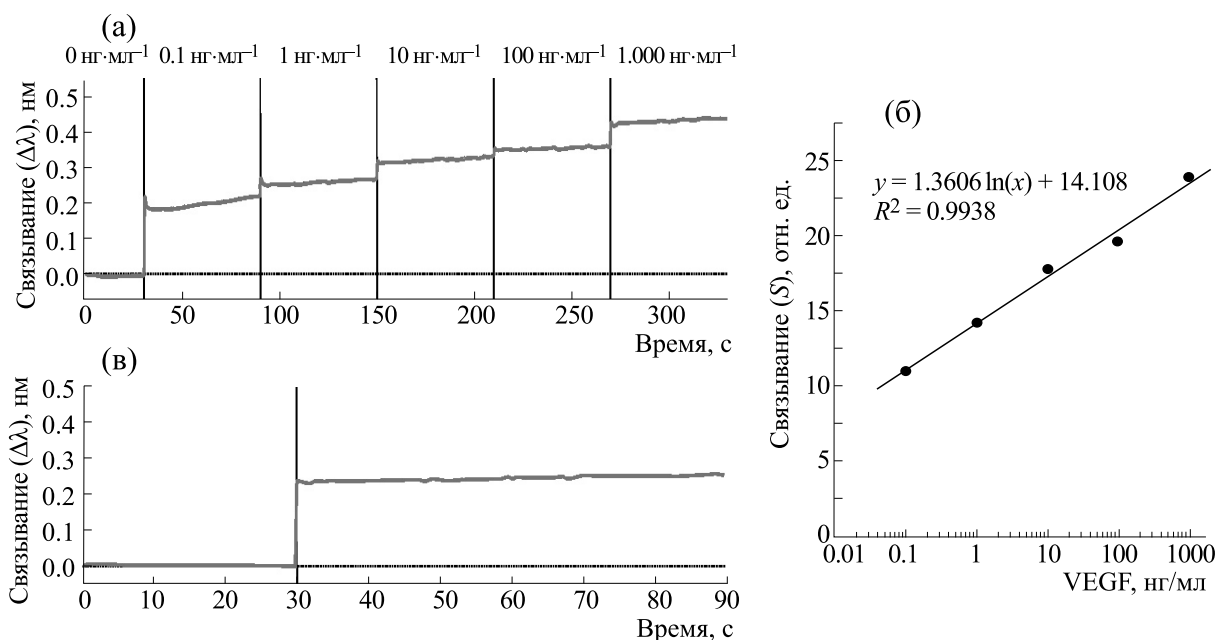 (а)
0 нг·мл–1 0.1 нг·мл–1 1 нг·мл–1 10 нг·мл–1 100 нг·мл–1 1.000 нг·мл–1
Связывание (Δλ), нм
0.5
0.4
0.3
0.2
0.1
0.0
0 50 100 150 200 250 300
Время, с
(б)
Связывание (S), отн. ед.
25
20
15
10
5
0
y = 1.3606 ln(x) + 14.108
R2 = 0.9938
0.01 0.1 1 10 100 1000
VEGF, нг/мл
(в)
Связывание (Δλ), нм
0.5
0.4
0.3
0.2
0.1
0.0
0 10 20 30 40 50 60 70 80 90
Время, с